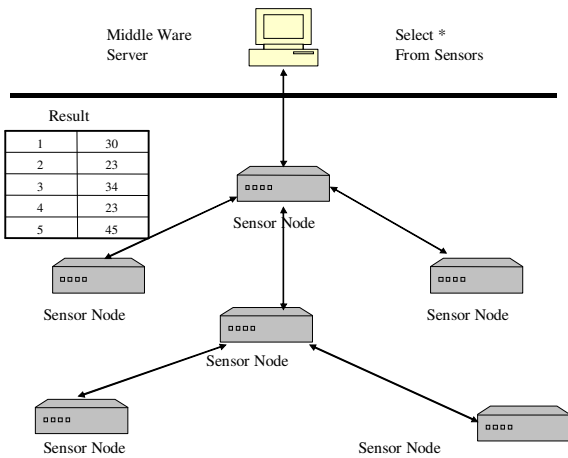 Middle Ware
Server
Select *
From Sensors
Result
1 30
2 23
3 34
4 23
5 45
Sensor Node
Sensor Node
Sensor Node
Sensor Node
Sensor Node
Sensor Node